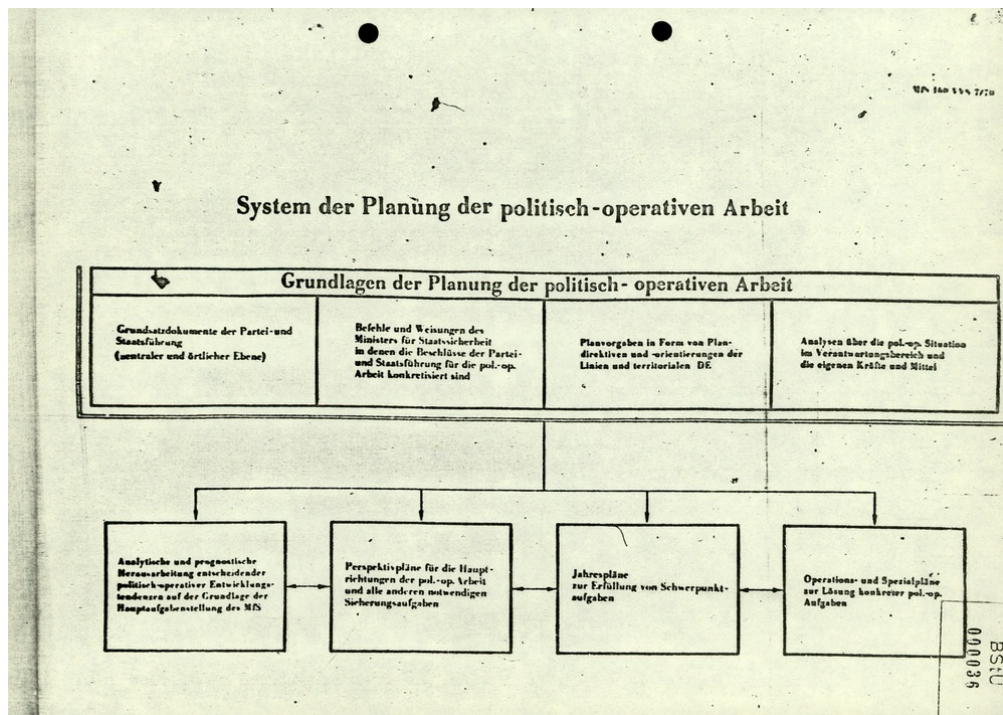 System der Planung der politisch-operativen Arbeit
Grundlagen der Planung der politisch-operativen Arbeit
Grundsatzdokumente der Partei-und
Staatsführung
(zentraler und örtlicher Ebene)
Befehle und Weisungen des
Ministers für Staatssicherheit
in denen die Beschlüsse der Partei-
und Staatsführung für die pol.-op.
Arbeit konkretisiert sind
Planvorgaben in Form von Plan-
direktiven und -orientierungen der
Linien und territorialen DE
Analysen über die pol.-op. Situation
im Verantwortungsbereich und
die eigenen Kräfte und Mittel
Analytische und prognostische
Herausarbeitung entscheidender
politisch-operativer Entwicklungs-
tendenzen auf der Grundlage der
Hauptaufgabenstellung des MfS
Perspektivpläne für die Haupt-
richtungen der pol.-op. Arbeit
und alle anderen notwendigen
Sicherungsaufgaben
Jahrespläne
zur Erfüllung von Schwerpunkt-
aufgaben
Operations- und Spezialpläne
zur Lösung konkreter pol.-op.
Aufgaben
BStU
000036